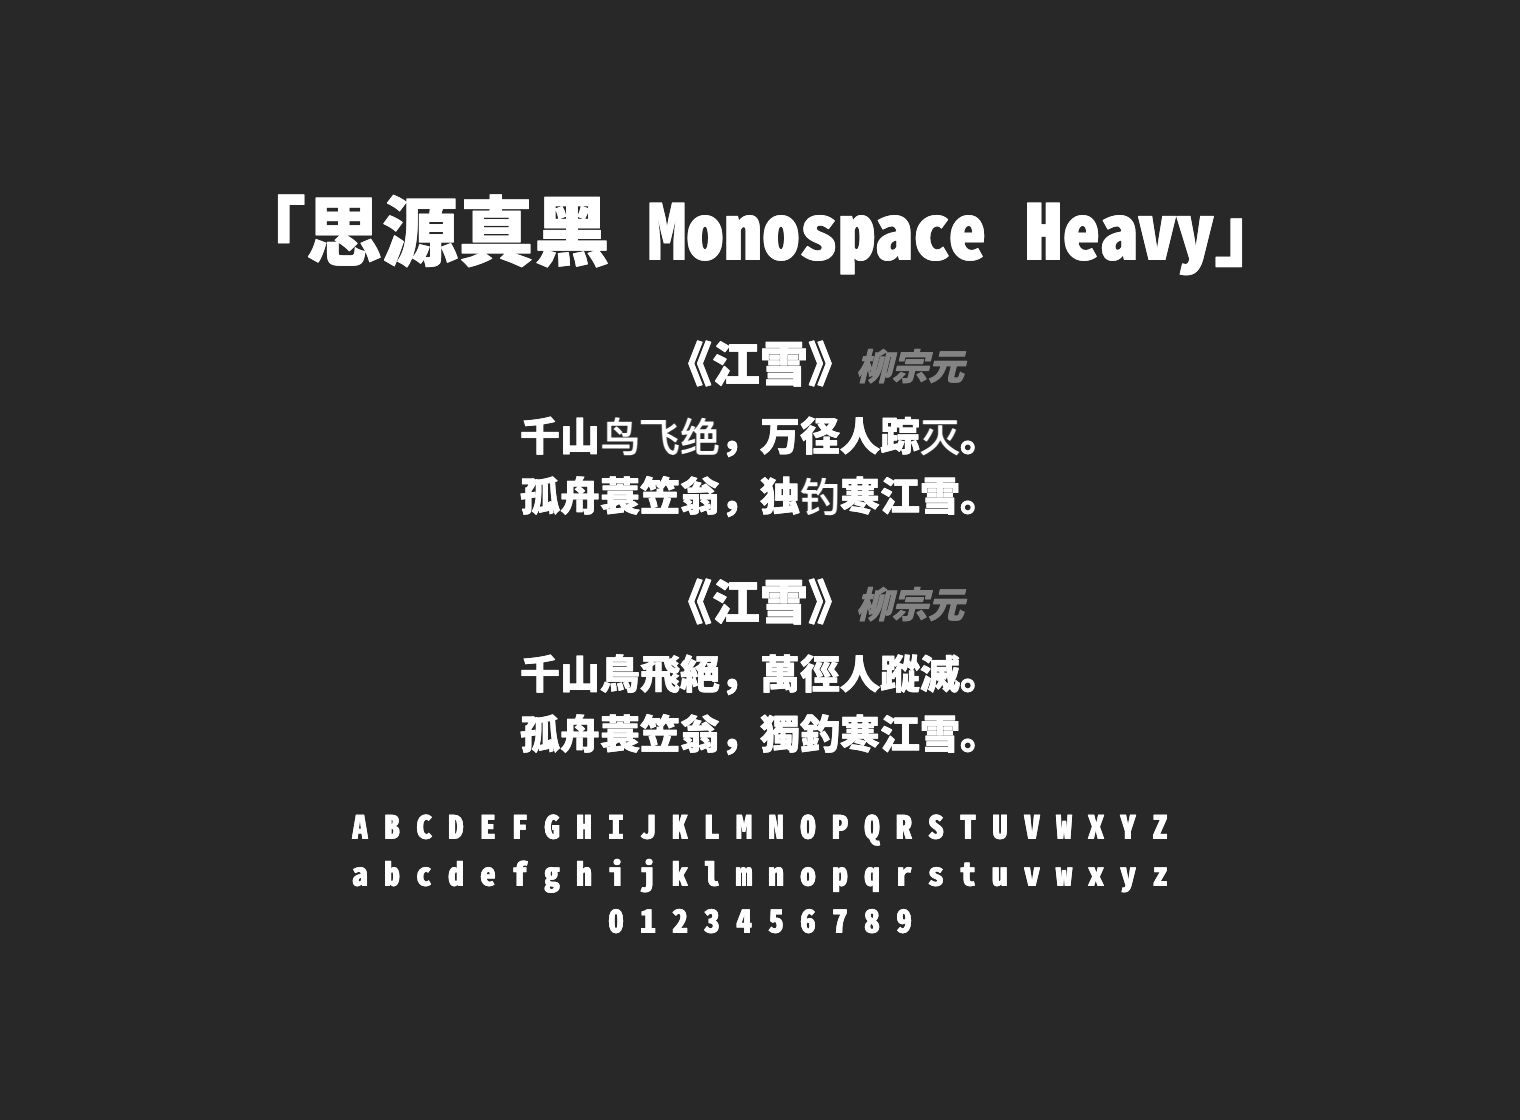 「思源真黑 Monospace Heavy」
《江雪》 柳宗元
千山鸟飞绝，万径人踪灭。
孤舟蓑笠翁，独钓寒江雪。
《江雪》 柳宗元
千山鳥飛絕，萬徑人蹤滅。
孤舟蓑笠翁，獨釣寒江雪。
A B C D E F G H I J K L M N O P Q R S T U V W X Y Z
a b c d e f g h i j k l m n o p q r s t u v w x y z
0 1 2 3 4 5 6 7 8 9